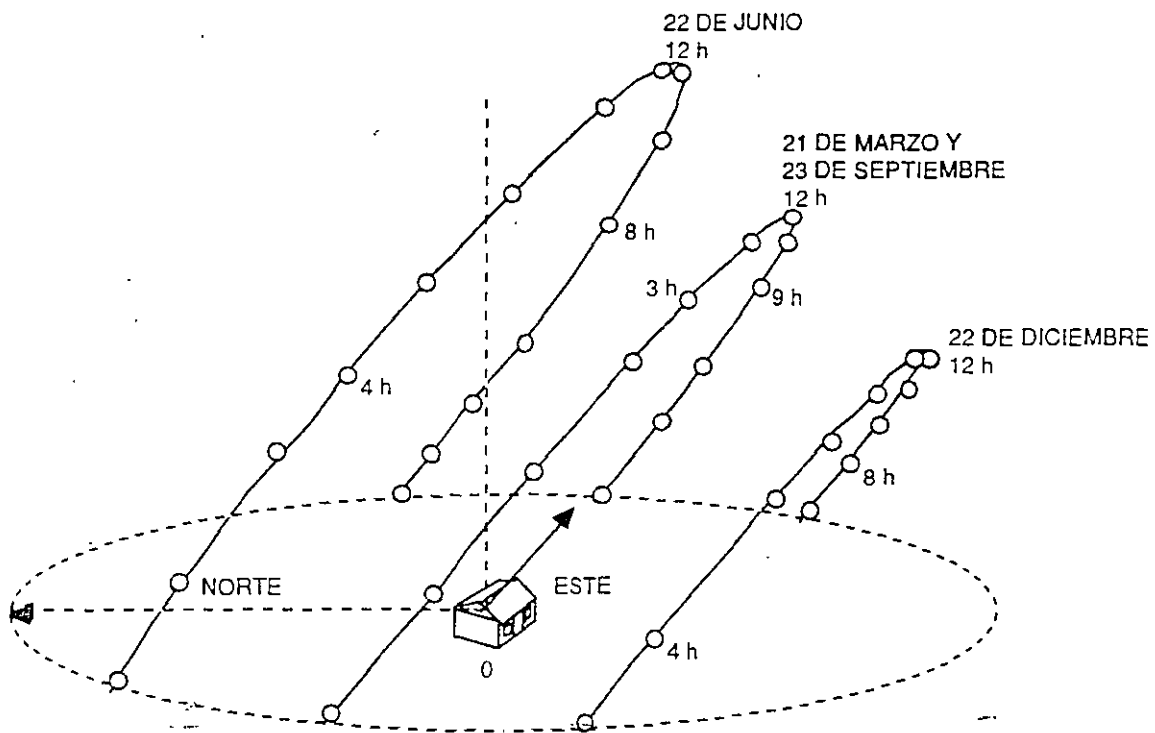 22 DE JUNIO
12 h
21 DE MARZO Y
23 DE SEPTIEMBRE
12 h
8 h
3 h
9 h
22 DE DICIEMBRE
12 h
4 h
8 h
NORTE
ESTE
4 h
0